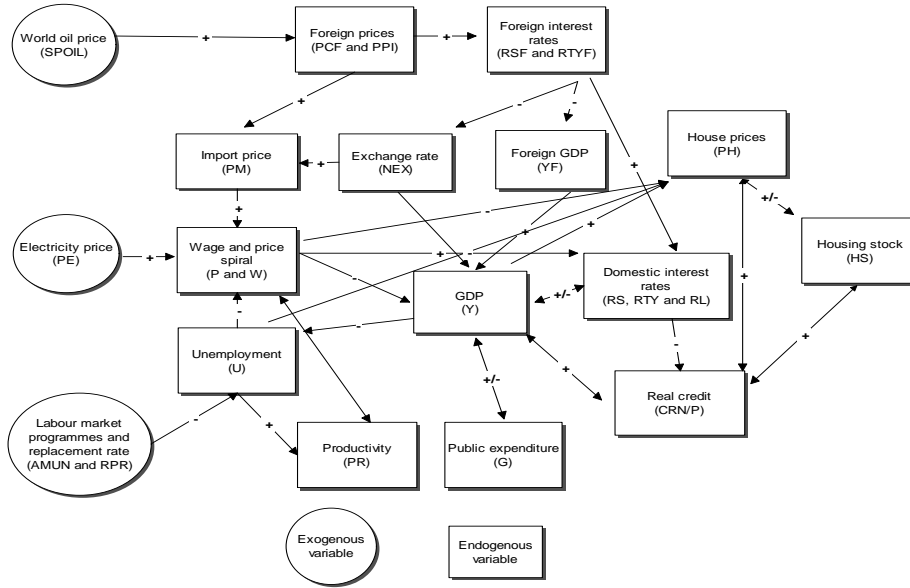 World oil price
(SPOIL)
+
Foreign prices
(PCF and PPI)
+
Foreign interest
rates
(RSF and RTYF)
+
-
-
+
Import price
(PM)
+
Exchange rate
(NEX)
Foreign GDP
(YF)
House prices
(PH)
+/-
Housing stock
(HS)
+
-
+
+
Electricity price
(PE)
+
Wage and price
spiral
(P and W)
+
-
-
GDP
(Y)
+/-
Domestic interest
rates
(RS, RTY and RL)
-
-
Unemployment
(U)
-
+
+
+
Real credit
(CRN/P)
+/-
Labour market
programmes and
replacement rate
(AMUN and RPR)
-
+
Productivity
(PR)
Public expenditure
(G)
Exogenous
variable
Endogenous
variable